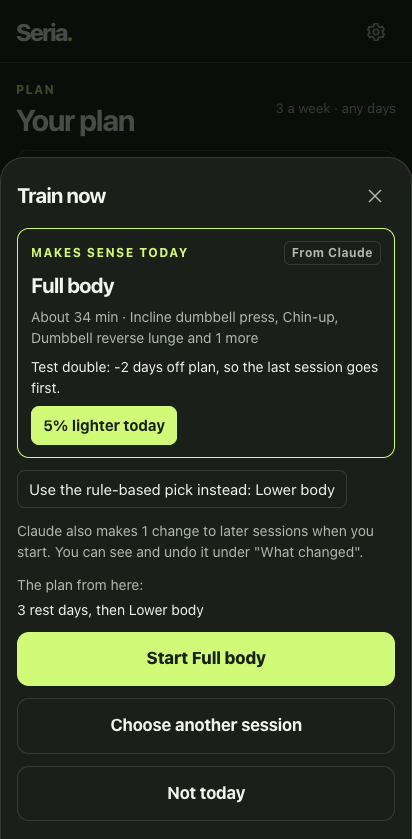 Seria.
PLAN
Your plan
3 a week · any days
Train now
MAKES SENSE TODAY
From Claude
Full body
About 34 min · Incline dumbbell press, Chin-up,
Dumbbell reverse lunge and 1 more
Test double: -2 days off plan, so the last session goes
first.
5% lighter today
Use the rule-based pick instead: Lower body
Claude also makes 1 change to later sessions when you
start. You can see and undo it under "What changed".
The plan from here:
3 rest days, then Lower body
Start Full body
Choose another session
Not today